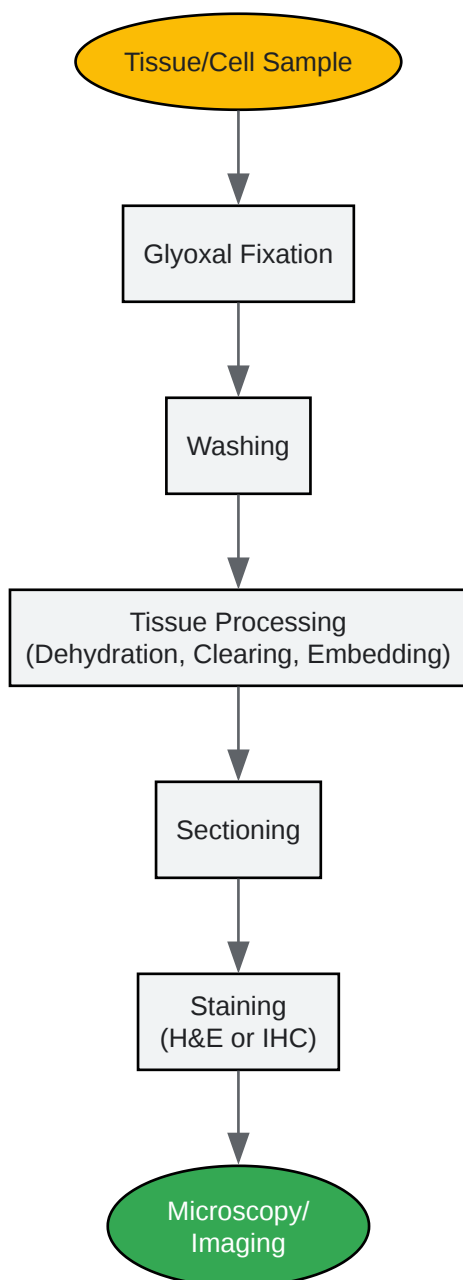 Tissue/Cell Sample
Glyoxal Fixation
Washing
Tissue Processing
(Dehydration, Clearing, Embedding)
Sectioning
Staining
(H&E or IHC)
Microscopy/
Imaging